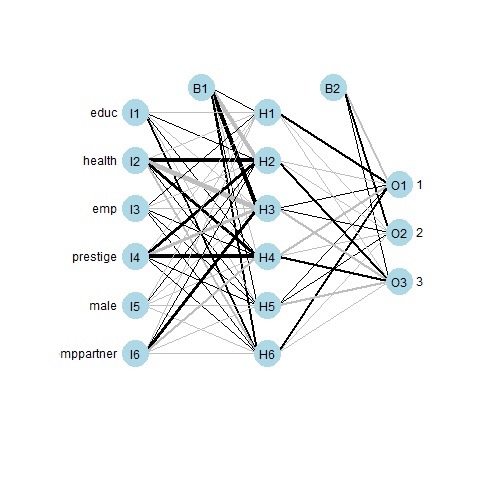 B1 B2
educ I1 H1
health I2 H2
O1 1
emp I3 H3
O2 2
prestige I4 H4
O3 3
male I5 H5
mppartner I6 H6